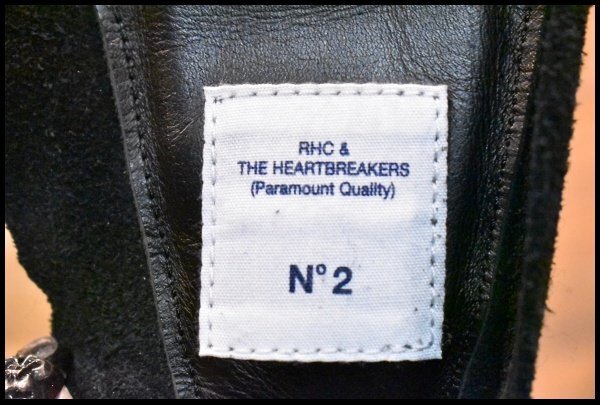 RHC &
THE HEARTBREAKERS
(Paramount Quality)
N° 2